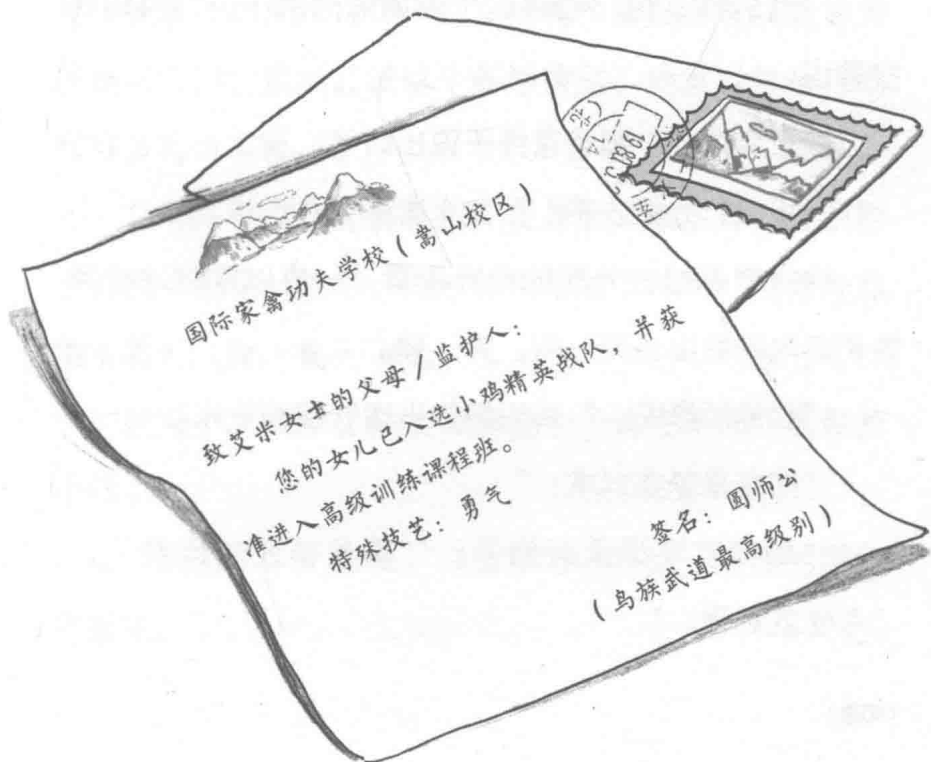 国际家禽功夫学校(嵩山校区)
致艾米女士的父母/监护人:
您的女儿已入选小鸡精英战队,并获
准进入高级训练课程班。
特殊技艺:勇气
签名:圆师公
(鸟族武道最高级别)